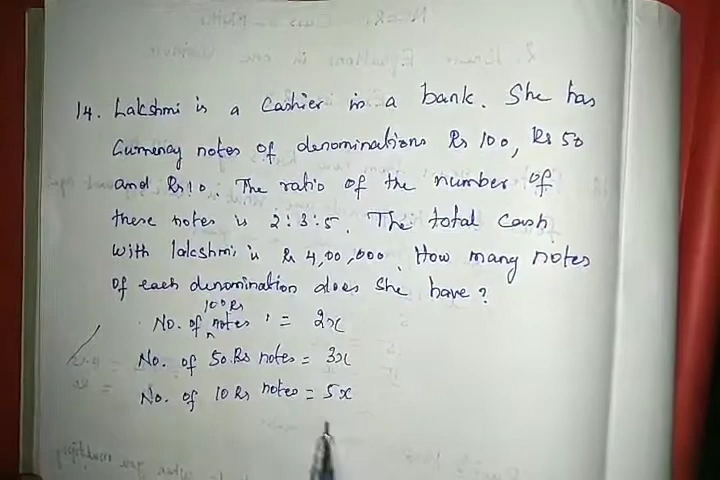 14. Lakshmi is a Cashier in a bank. She has
Currency notes of denominations Rs 100, Rs 50
and Rs 10. The ratio of the number of
these notes is 2:3:5. The total cash
with lakshmi is Rs 4,00,000. How many notes
of each denomination does she have?
100 Rs
No. of notes = 2x
No. of 50 Rs notes = 3x
No. of 10 Rs notes = 5x